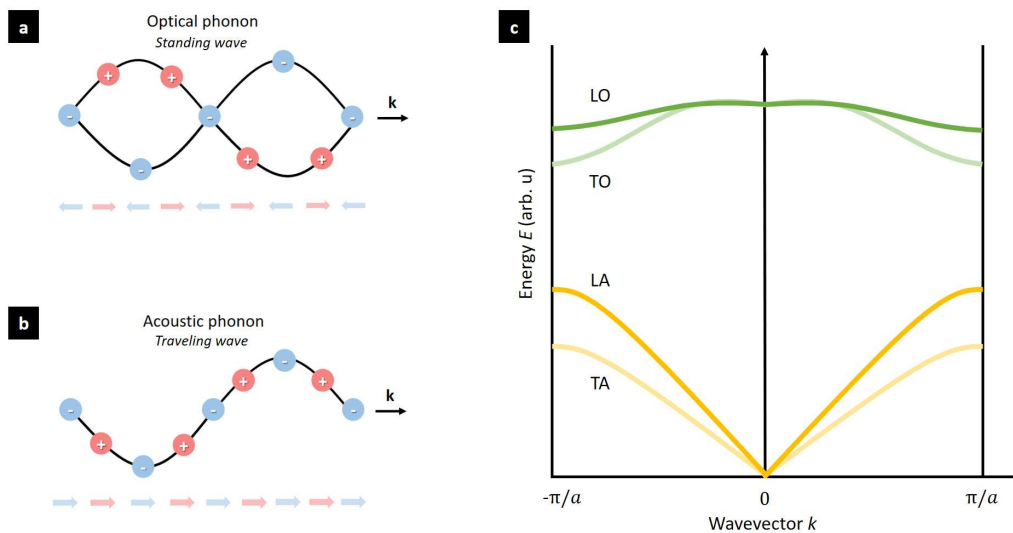 a
Optical phonon
Standing wave
+ +
-
- - -
k
+ +
-
b
Acoustic phonon
Traveling wave
-
+ +
- - -
k
+ +
-
c
LO
TO
LA
TA
Energy E (arb. u)
-π/a 0 π/a
Wavevector k